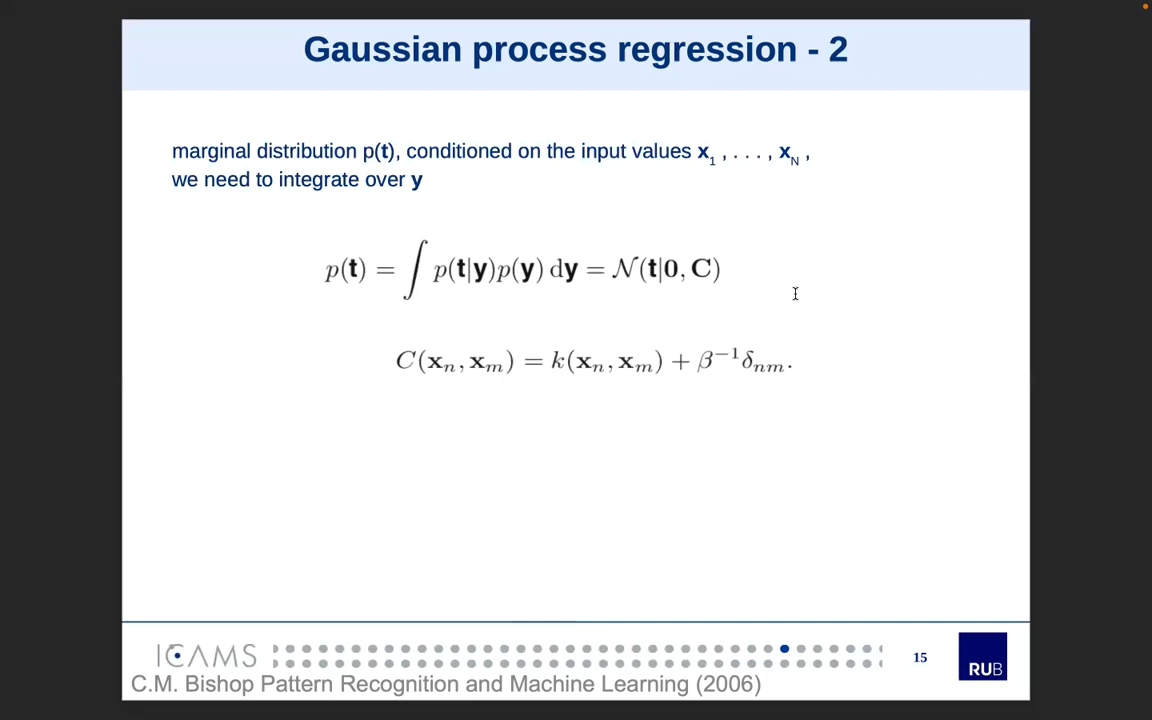 Gaussian process regression - 2
marginal distribution p(t), conditioned on the input values x₁ , . . . , x_N ,
we need to integrate over y
p(t) = ∫ p(t|y)p(y) dy = 𝒩(t|0, C)
C(xₙ, xₘ) = k(xₙ, xₘ) + β⁻¹δₙₘ.
ICAMS
15
RUB
C.M. Bishop Pattern Recognition and Machine Learning (2006)